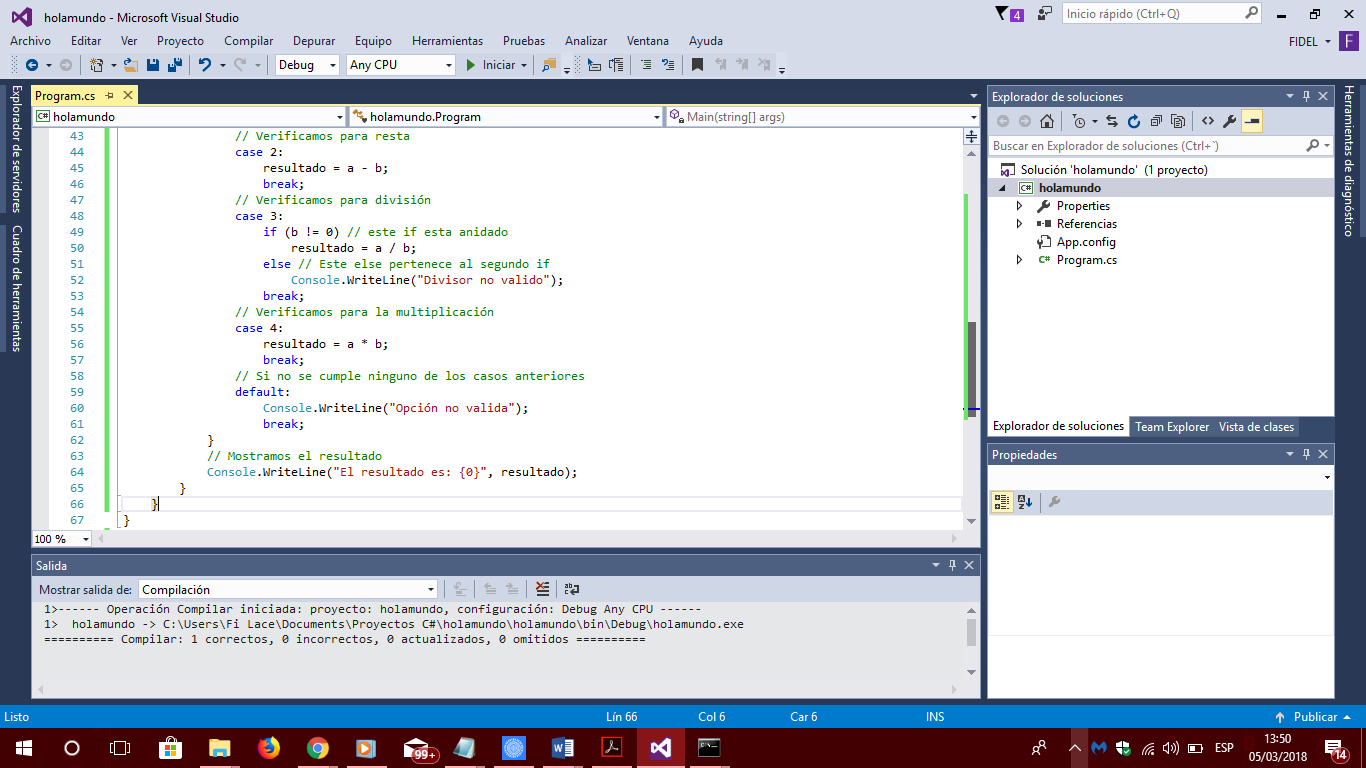 holamundo - Microsoft Visual Studio
4
Inicio rápido (Ctrl+Q)
Archivo Editar Ver Proyecto Compilar Depurar Equipo Herramientas Pruebas Analizar Ventana Ayuda
FIDEL F
Debug Any CPU Iniciar
Explorador de servidores
Cuadro de herramientas
Program.cs
C# holamundo holamundo.Program Main(string[] args)
43 // Verificamos para resta
44 case 2:
45 resultado = a - b;
46 break;
47 // Verificamos para división
48 case 3:
49 if (b != 0) // este if esta anidado
50 resultado = a / b;
51 else // Este else pertenece al segundo if
52 Console.WriteLine("Divisor no valido");
53 break;
54 // Verificamos para la multiplicación
55 case 4:
56 resultado = a * b;
57 break;
58 // Si no se cumple ninguno de los casos anteriores
59 default:
60 Console.WriteLine("Opción no valida");
61 break;
62 }
63 // Mostramos el resultado
64 Console.WriteLine("El resultado es: {0}", resultado);
65 }
66 }
67 }
100 %
Salida
Mostrar salida de: Compilación
1>------ Operación Compilar iniciada: proyecto: holamundo, configuración: Debug Any CPU ------
1> holamundo -> C:\Users\Fi Lace\Documents\Proyectos C#\holamundo\holamundo\bin\Debug\holamundo.exe
========== Compilar: 1 correctos, 0 incorrectos, 0 actualizados, 0 omitidos ==========
Explorador de soluciones
Buscar en Explorador de soluciones (Ctrl+`)
Solución 'holamundo' (1 proyecto)
C# holamundo
Properties
Referencias
App.config
C# Program.cs
Explorador de soluciones Team Explorer Vista de clases
Propiedades
Herramientas de diagnóstico
Listo Lín 66 Col 6 Car 6 INS Publicar
99+
ESP
13:50
05/03/2018
14